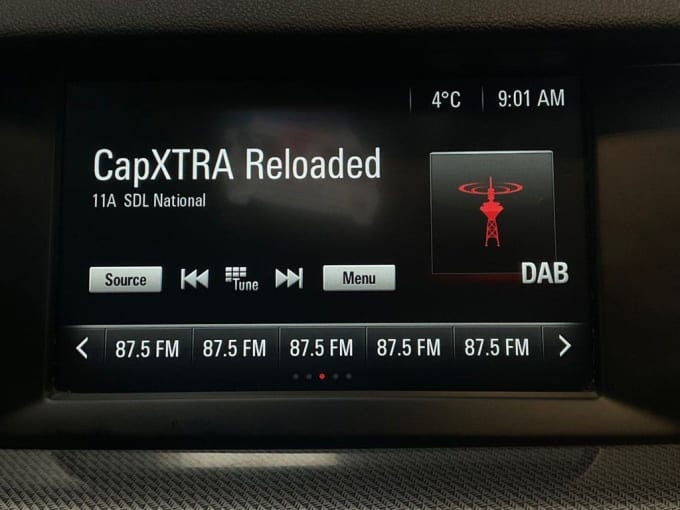 4°C 9:01 AM
CapXTRA Reloaded
11A SDL National
DAB
Source Tune Menu
87.5 FM 87.5 FM 87.5 FM 87.5 FM 87.5 FM